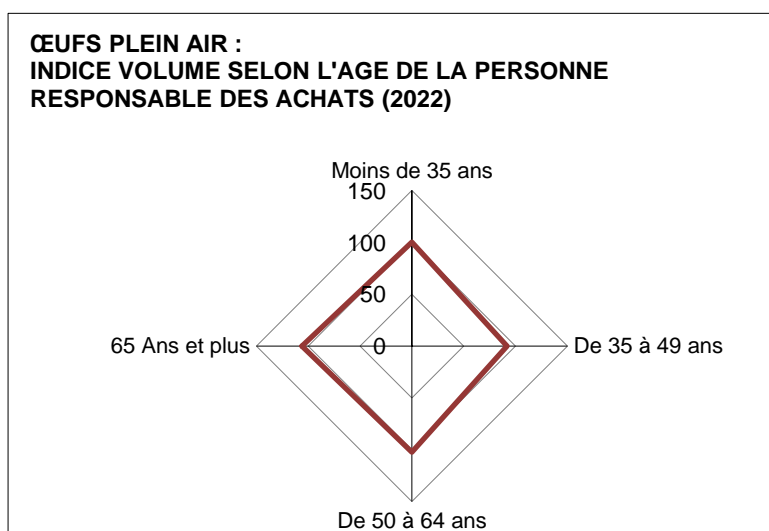 ŒUFS PLEIN AIR :
INDICE VOLUME SELON L'AGE DE LA PERSONNE
RESPONSABLE DES ACHATS (2022)
Moins de 35 ans
150
100
50
65 Ans et plus
0
De 35 à 49 ans
De 50 à 64 ans